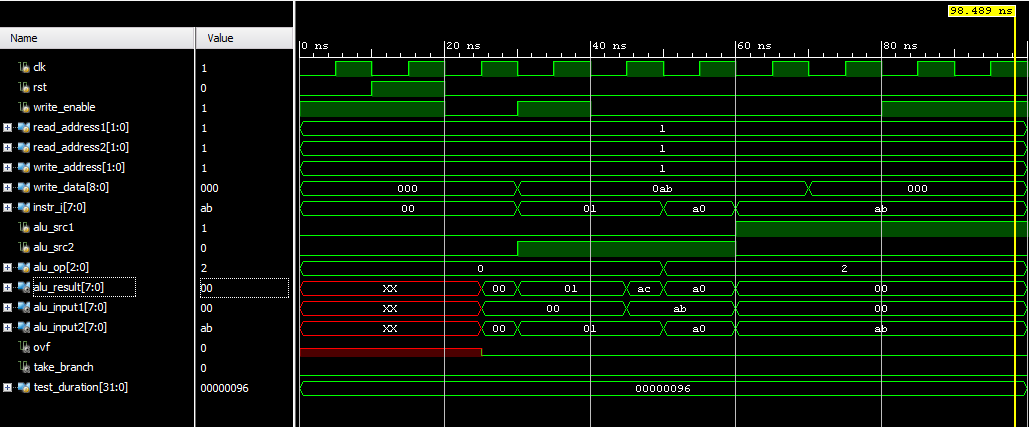 98.489 ns
Name Value
0 ns 20 ns 40 ns 60 ns 80 ns
clk 1
rst 0
write_enable 1
read_address1[1:0] 1 1
read_address2[1:0] 1 1
write_address[1:0] 1 1
write_data[8:0] 000 000 0ab 000
instr_i[7:0] ab 00 01 a0 ab
alu_src1 1
alu_src2 0
alu_op[2:0] 2 0 2
alu_result[7:0] 00 XX 00 01 ac a0 00
alu_input1[7:0] 00 XX 00 ab 00
alu_input2[7:0] ab XX 00 01 a0 ab
ovf 0
take_branch 0
test_duration[31:0] 00000096 00000096